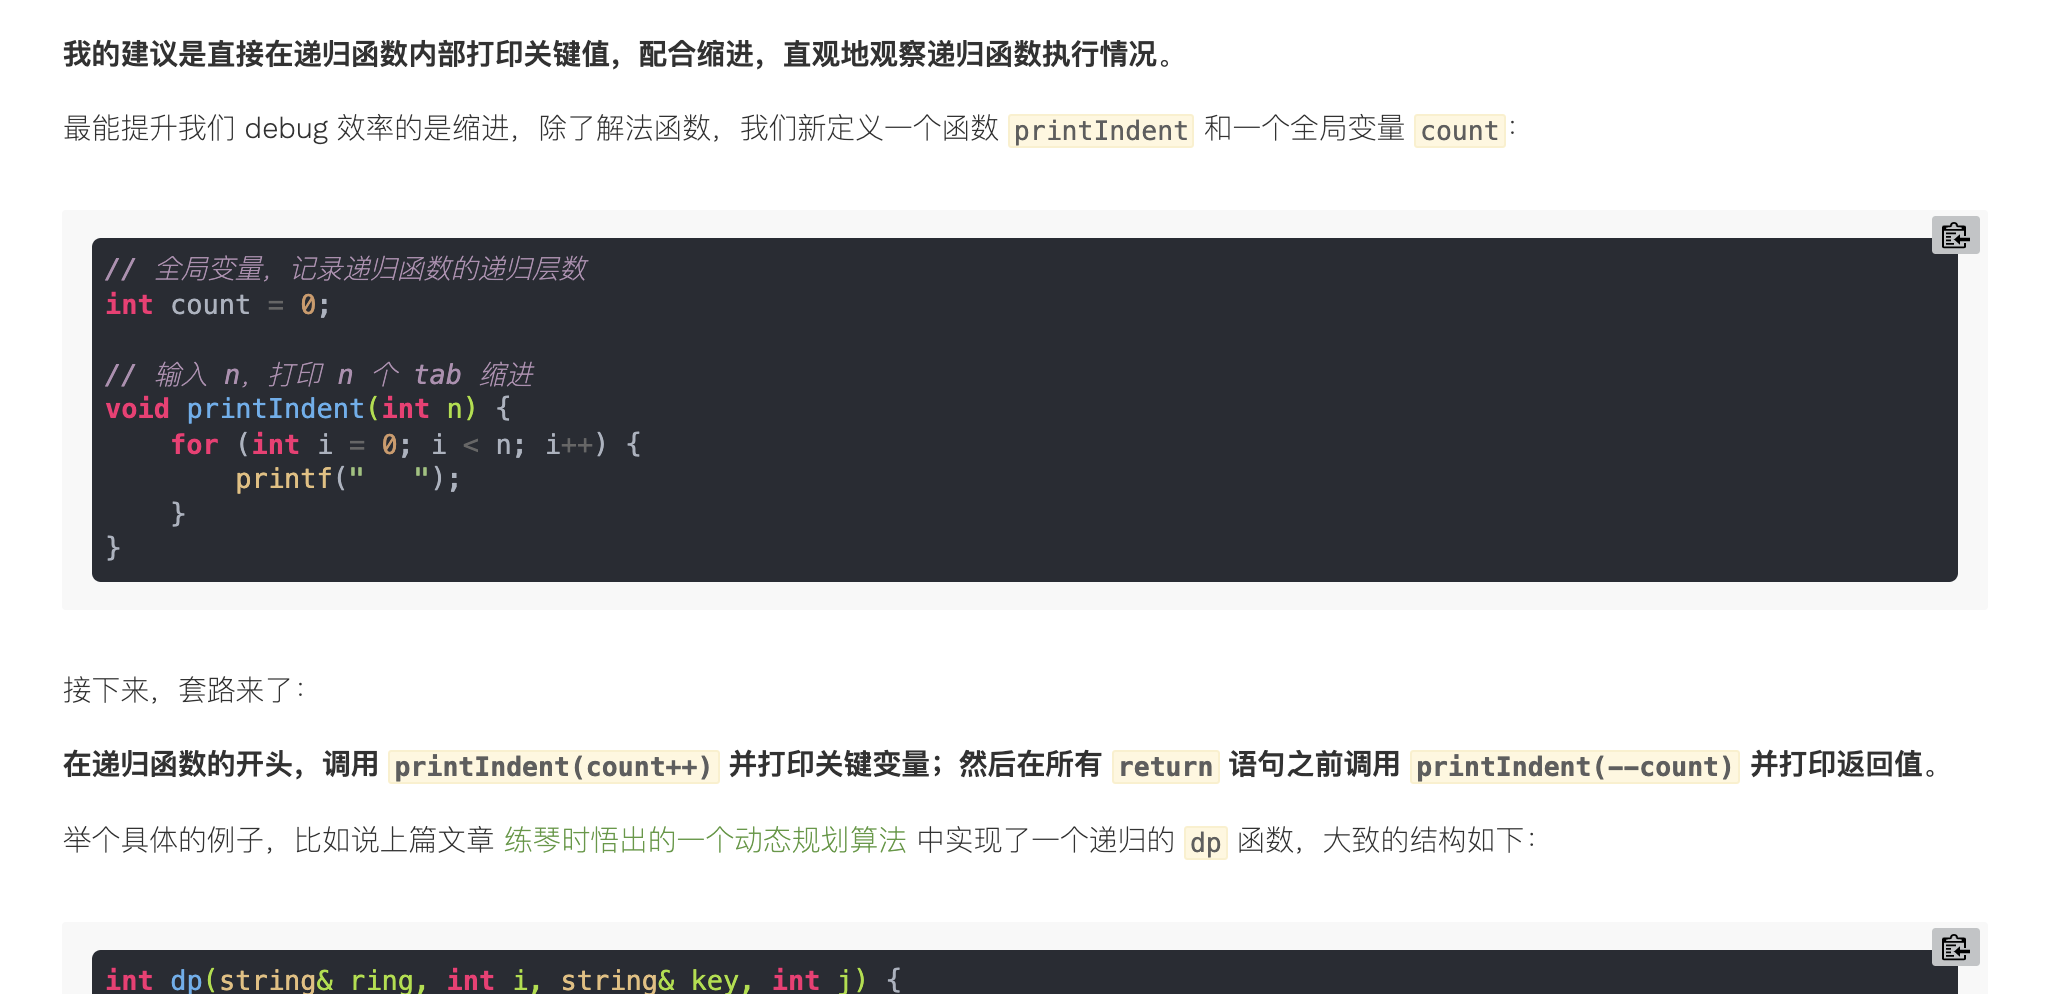 我的建议是直接在递归函数内部打印关键值，配合缩进，直观地观察递归函数执行情况。
最能提升我们 debug 效率的是缩进，除了解法函数，我们新定义一个函数 printIndent 和一个全局变量 count：
// 全局变量，记录递归函数的递归层数
int count = 0;
// 输入 n，打印 n 个 tab 缩进
void printIndent(int n) {
    for (int i = 0; i < n; i++) {
        printf("   ");
    }
}
接下来，套路来了：
在递归函数的开头，调用 printIndent(count++) 并打印关键变量；然后在所有 return 语句之前调用 printIndent(--count) 并打印返回值。
举个具体的例子，比如说上篇文章 练琴时悟出的一个动态规划算法 中实现了一个递归的 dp 函数，大致的结构如下：
int dp(string& ring, int i, string& key, int j) {